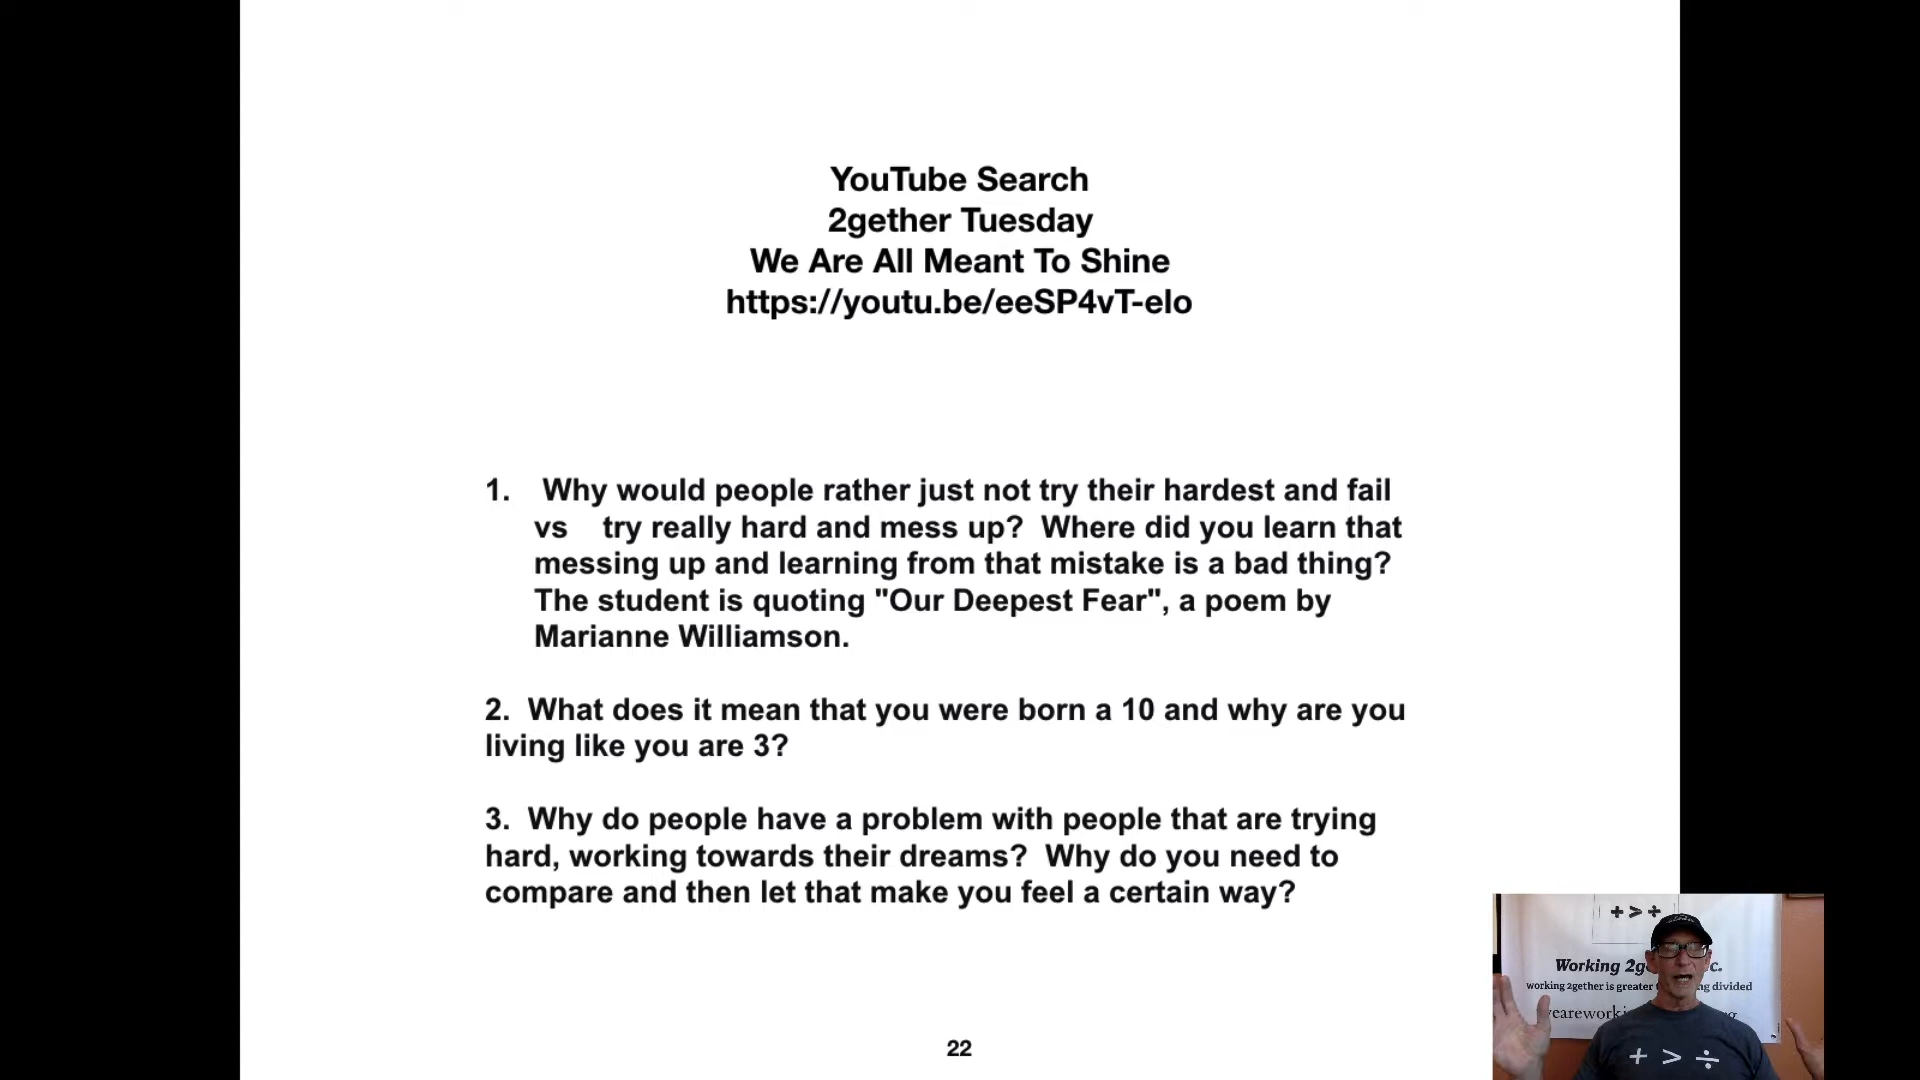 YouTube Search
2gether Tuesday
We Are All Meant To Shine
https://youtu.be/eeSP4vT-elo
1. Why would people rather just not try their hardest and fail
vs try really hard and mess up? Where did you learn that
messing up and learning from that mistake is a bad thing?
The student is quoting "Our Deepest Fear", a poem by
Marianne Williamson.
2. What does it mean that you were born a 10 and why are you
living like you are 3?
3. Why do people have a problem with people that are trying
hard, working towards their dreams? Why do you need to
compare and then let that make you feel a certain way?
22
+ > ÷
Working
working 2gether is greater divided
+ > ÷